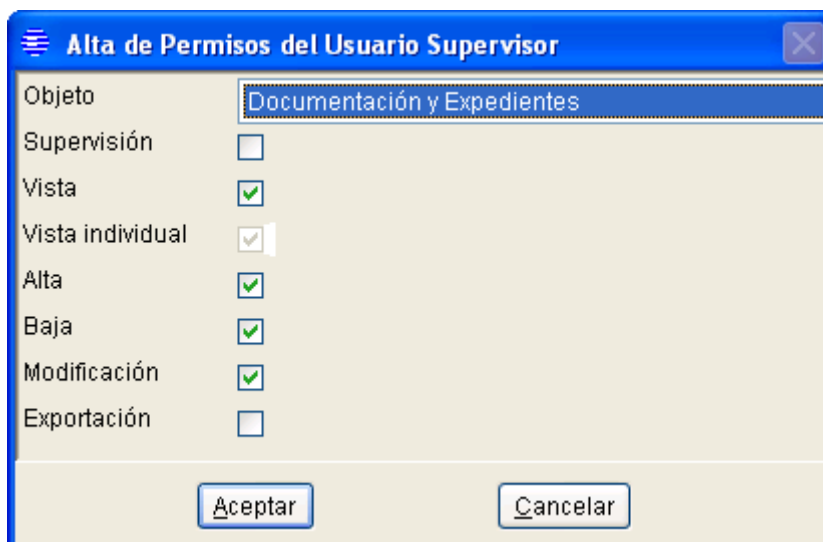 Alta de Permisos del Usuario Supervisor
Objeto Documentación y Expedientes
Supervisión
Vista
Vista individual
Alta
Baja
Modificación
Exportación
Aceptar Cancelar